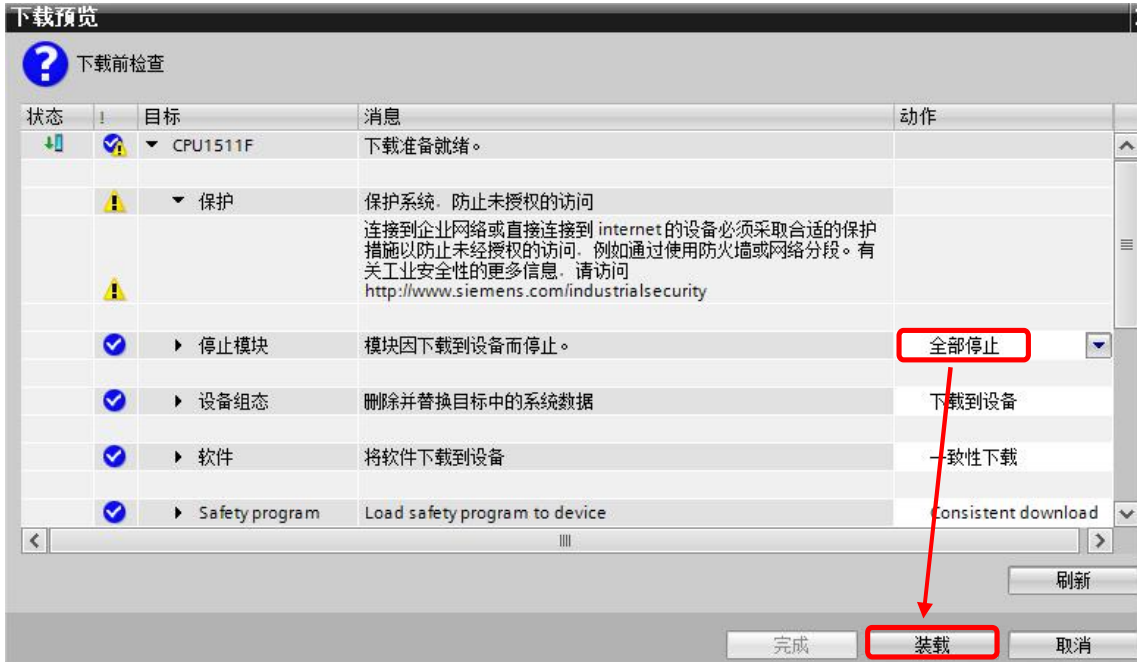 下载预览
下载前检查
状态 ! 目标 消息 动作
CPU1511F 下载准备就绪。
保护 保护系统，防止未授权的访问
连接到企业网络或直接连接到 internet 的设备必须采取合适的保护
措施以防止未经授权的访问，例如通过使用防火墙或网络分段。有
关工业安全性的更多信息，请访问
http://www.siemens.com/industrialsecurity
停止模块 模块因下载到设备而停止。 全部停止
设备组态 删除并替换目标中的系统数据 下载到设备
软件 将软件下载到设备 一致性下载
Safety program Load safety program to device Consistent download
刷新
完成 装载 取消